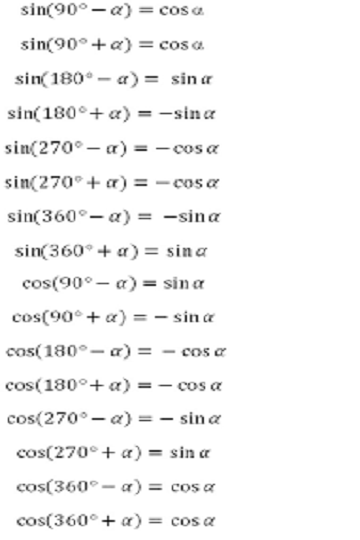 sin(90° − α) = cos α
sin(90° + α) = cos α
sin(180° − α) = sin α
sin(180° + α) = −sin α
sin(270° − α) = −cos α
sin(270° + α) = −cos α
sin(360° − α) = −sin α
sin(360° + α) = sin α
cos(90° − α) = sin α
cos(90° + α) = − sin α
cos(180° − α) = − cos α
cos(180° + α) = − cos α
cos(270° − α) = − sin α
cos(270° + α) = sin α
cos(360° − α) = cos α
cos(360° + α) = cos α